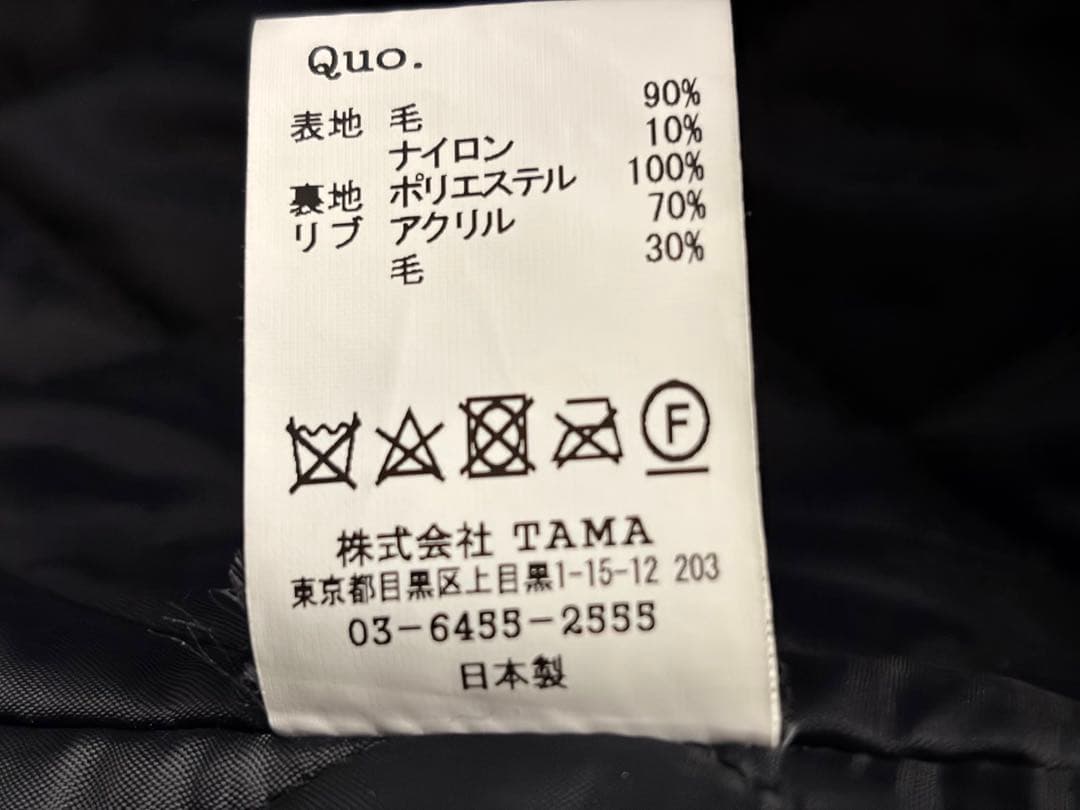 Quo.
表地 毛 90%
ナイロン 10%
裏地 ポリエステル 100%
リブ アクリル 70%
毛 30%
F
株式会社 TAMA
東京都目黒区上目黒1-15-12 203
03-6455-2555
日本製